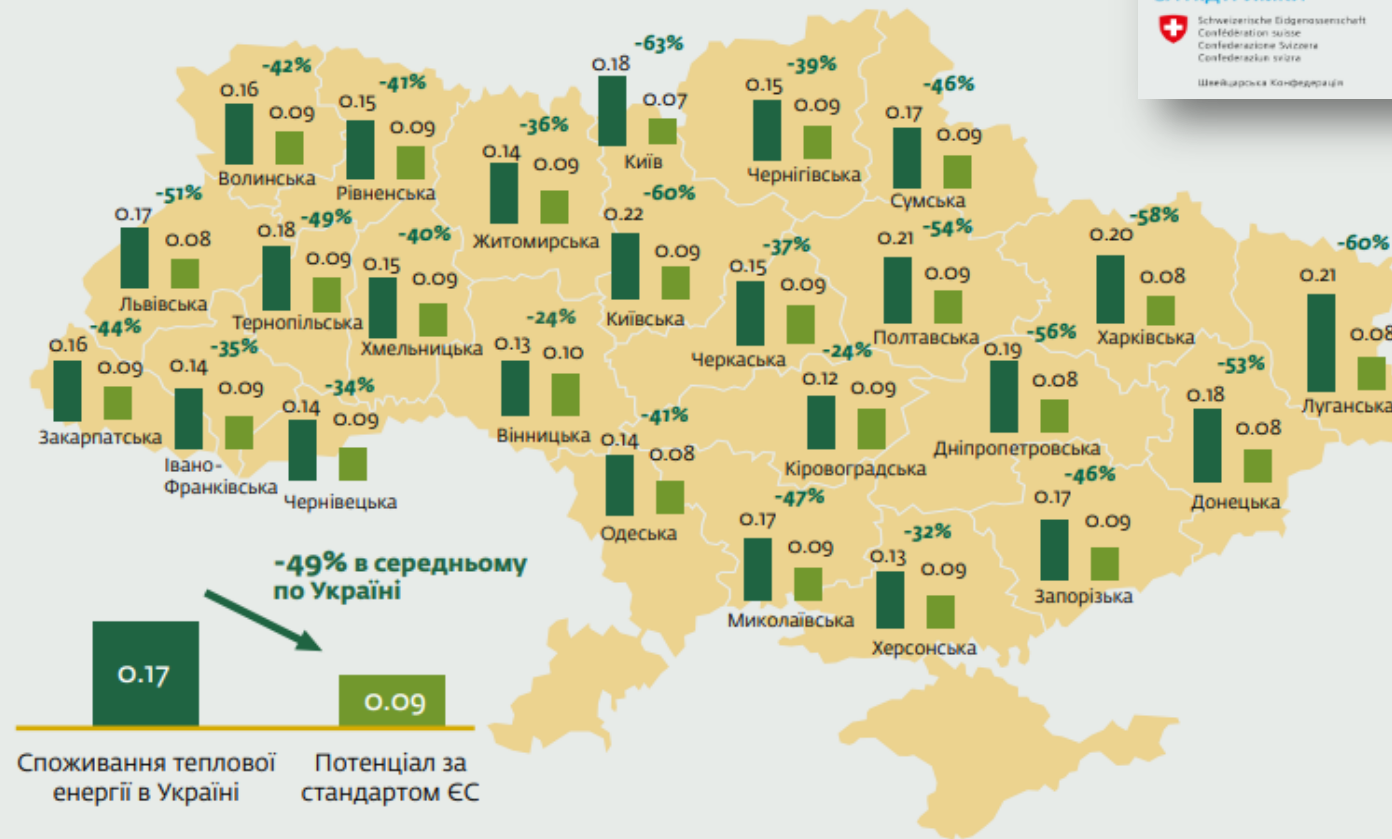 Schweizerische Eidgenossenschaft
Confédération suisse
Confederazione Svizzera
Confederaziun svizra
Швейцарська Конфедерація
-42%
0.16
0.09
Волинська
-41%
0.15
0.09
Рівненська
-36%
0.14
0.09
Житомирська
-63%
0.18
0.07
Київ
-39%
0.15
0.09
Чернігівська
-46%
0.17
0.09
Сумська
-51%
0.17
0.08
Львівська
-49%
0.18
0.09
Тернопільська
-40%
0.15
0.09
Хмельницька
-60%
0.22
0.09
Київська
-37%
0.15
0.09
Черкаська
-54%
0.21
0.09
Полтавська
-58%
0.20
0.08
Харківська
-60%
0.21
0.08
Луганська
-44%
0.16
0.09
Закарпатська
-35%
0.14
0.09
Івано-
Франківська
-34%
0.14
0.09
Чернівецька
-24%
0.13
0.10
Вінницька
-24%
0.12
0.09
Кіровоградська
-56%
0.19
0.08
Дніпропетровська
-53%
0.18
0.08
Донецька
-41%
0.14
0.08
Одеська
-47%
0.17
0.09
Миколаївська
-32%
0.13
0.09
Херсонська
-46%
0.17
0.09
Запорізька
-49% в середньому
по Україні
0.17
0.09
Споживання теплової
енергії в Україні
Потенціал за
стандартом ЄС